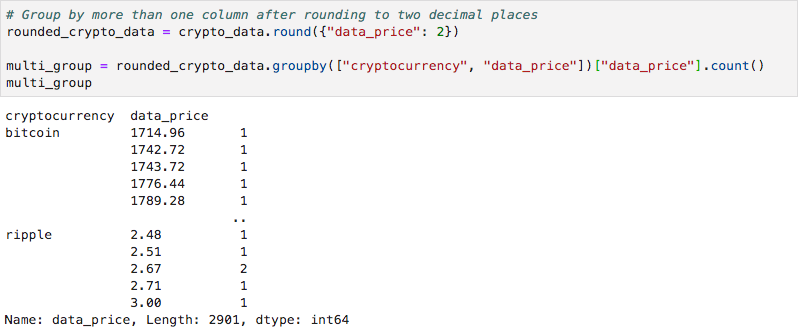 # Group by more than one column after rounding to two decimal places
rounded_crypto_data = crypto_data.round({"data_price": 2})
multi_group = rounded_crypto_data.groupby(["cryptocurrency", "data_price"])["data_price"].count()
multi_group
cryptocurrency  data_price
bitcoin         1714.96       1
                1742.72       1
                1743.72       1
                1776.44       1
                1789.28       1
                             ..
ripple          2.48          1
                2.51          1
                2.67          2
                2.71          1
                3.00          1
Name: data_price, Length: 2901, dtype: int64